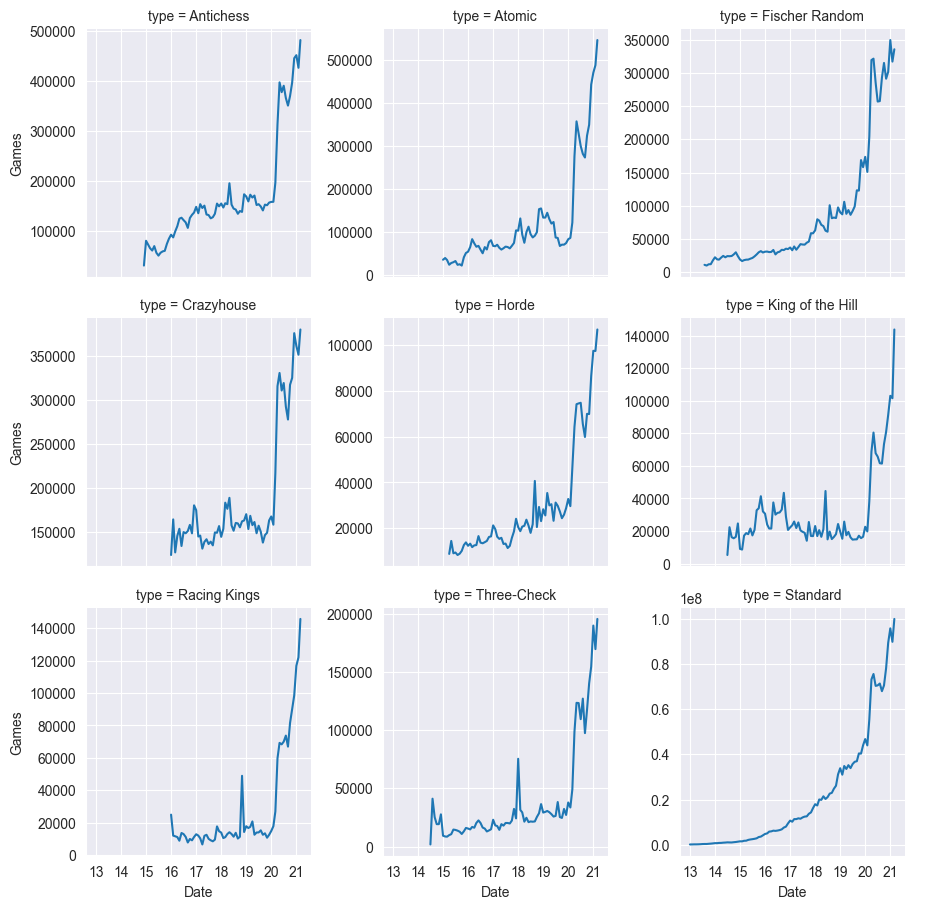 type = Antichess
500000
400000
300000
200000
100000
Games
type = Atomic
500000
400000
300000
200000
100000
0
type = Fischer Random
350000
300000
250000
200000
150000
100000
50000
0
type = Crazyhouse
350000
300000
250000
200000
150000
Games
type = Horde
100000
80000
60000
40000
20000
type = King of the Hill
140000
120000
100000
80000
60000
40000
20000
0
type = Racing Kings
140000
120000
100000
80000
60000
40000
20000
0
Games
13 14 15 16 17 18 19 20 21
Date
type = Three-Check
200000
150000
100000
50000
0
13 14 15 16 17 18 19 20 21
Date
1e8
type = Standard
1.0
0.8
0.6
0.4
0.2
0.0
13 14 15 16 17 18 19 20 21
Date